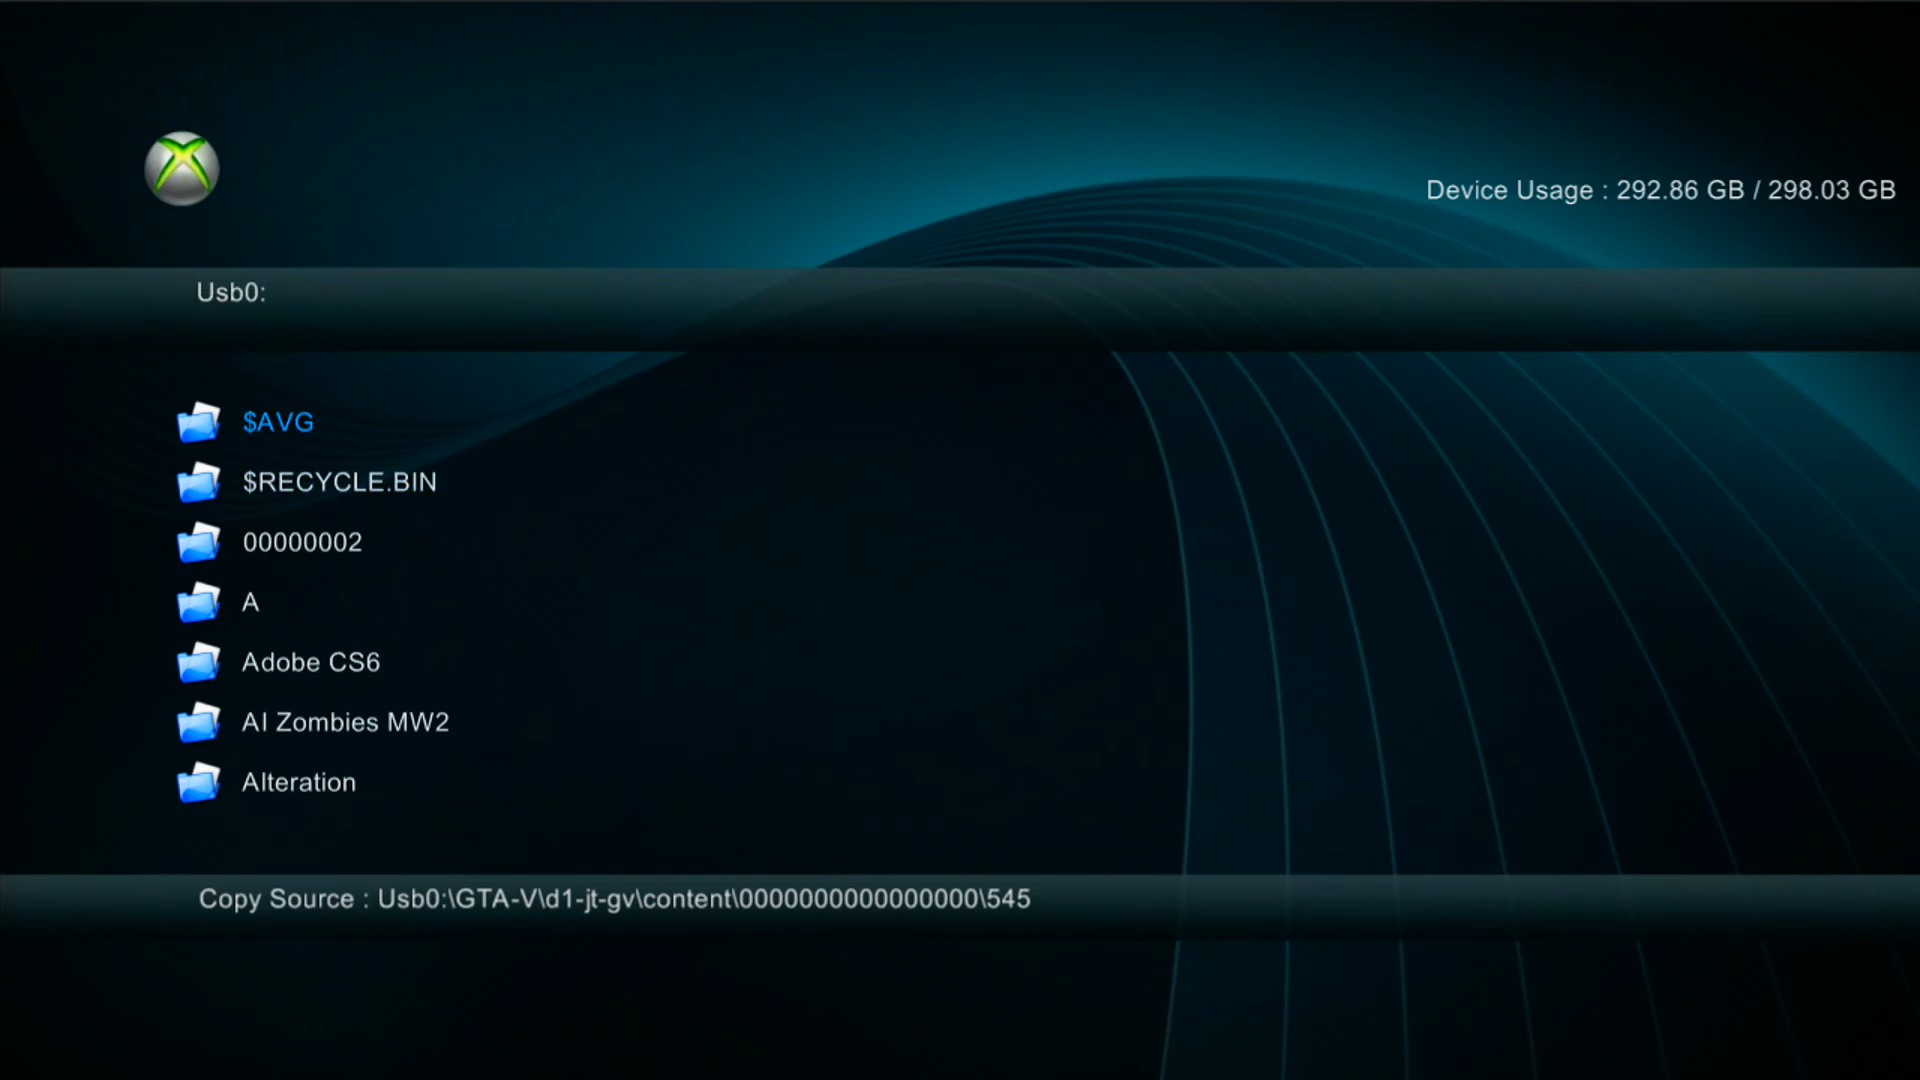 Device Usage : 292.86 GB / 298.03 GB
Usb0:
$AVG
$RECYCLE.BIN
00000002
A
Adobe CS6
AI Zombies MW2
Alteration
Copy Source : Usb0:\GTA-V\d1-jt-gv\content\0000000000000000\545